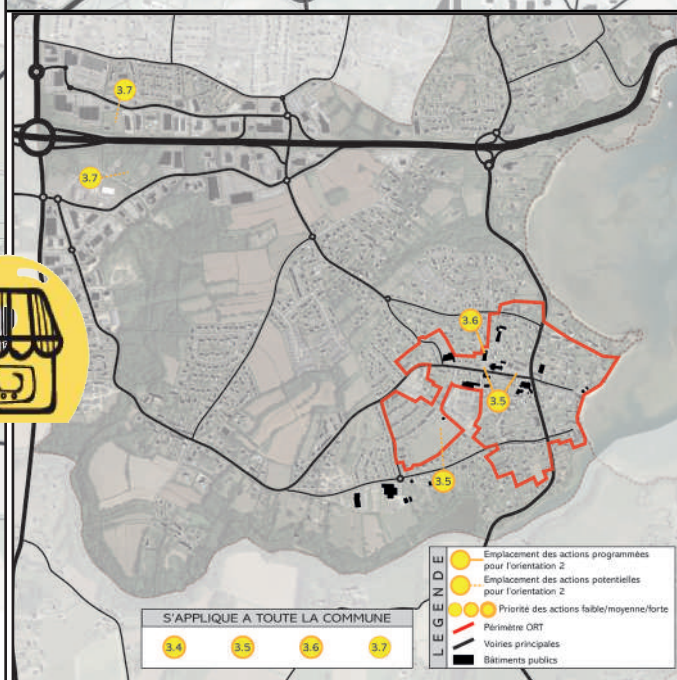 3.7
3.7
3.6
3.5
3.5
S'APPLIQUE A TOUTE LA COMMUNE
3.4 3.5 3.6 3.7
LEGENDE
Emplacement des actions programmées
pour l'orientation 2
Emplacement des actions potentielles
pour l'orientation 2
Priorité des actions faible/moyenne/forte
Périmètre ORT
Voiries principales
Bâtiments publics